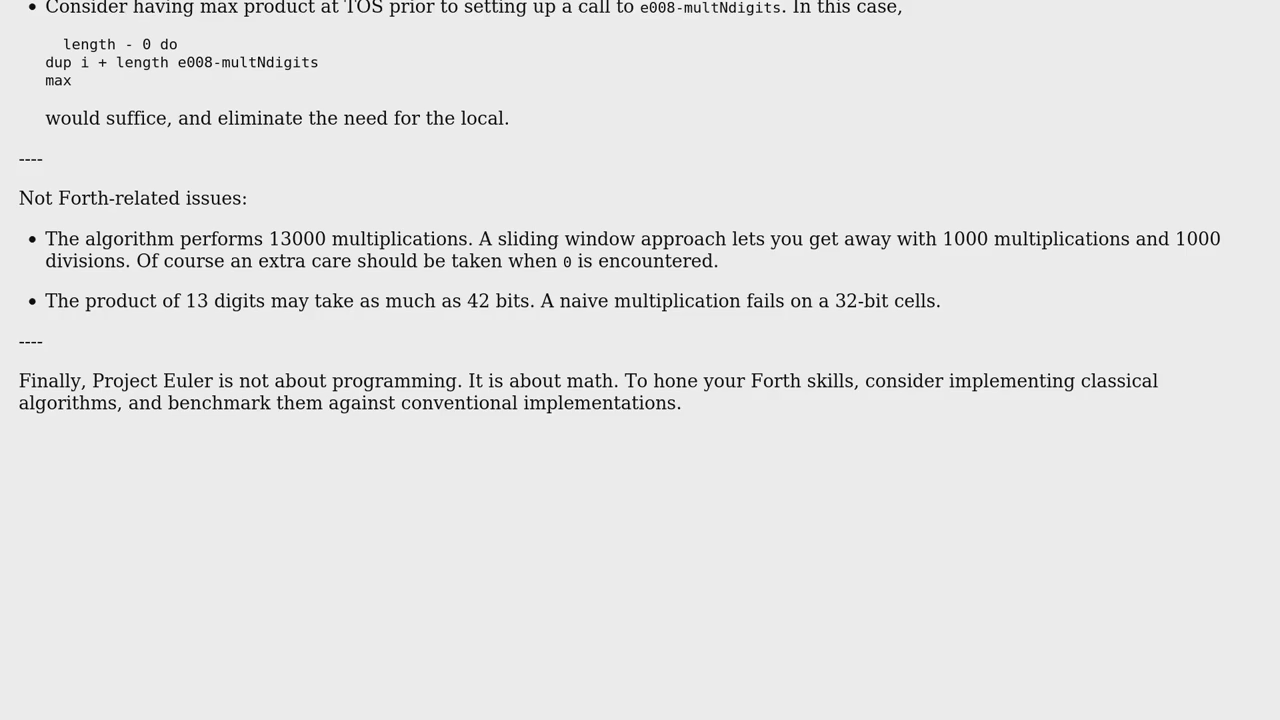 • Consider having max product at TOS prior to setting up a call to e008-multNdigits. In this case,
length - 0 do
dup i + length e008-multNdigits
max
would suffice, and eliminate the need for the local.
----
Not Forth-related issues:
• The algorithm performs 13000 multiplications. A sliding window approach lets you get away with 1000 multiplications and 1000
divisions. Of course an extra care should be taken when 0 is encountered.
• The product of 13 digits may take as much as 42 bits. A naive multiplication fails on a 32-bit cells.
----
Finally, Project Euler is not about programming. It is about math. To hone your Forth skills, consider implementing classical
algorithms, and benchmark them against conventional implementations.